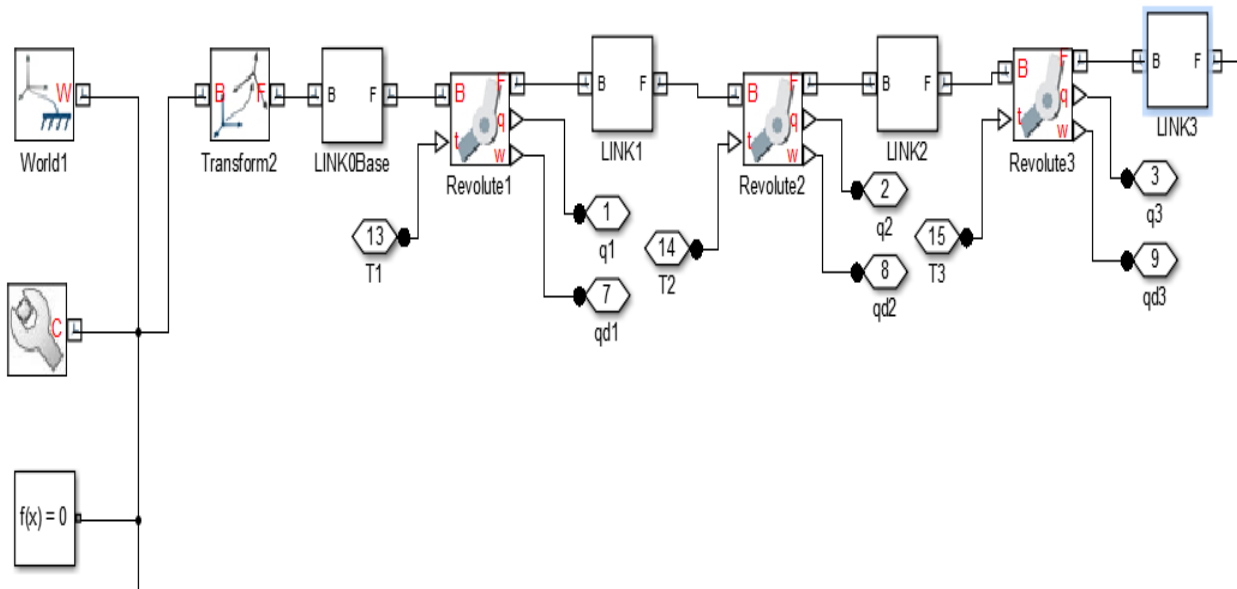 W
World1
B F
Transform2
B F
LINK0Base
B F
t q
w
Revolute1
B F
LINK1
B F
t q
w
Revolute2
B F
LINK2
B F
t q
w
Revolute3
B F
LINK3
13
T1
1
q1
7
qd1
14
T2
2
q2
8
qd2
15
T3
3
q3
9
qd3
C
f(x) = 0